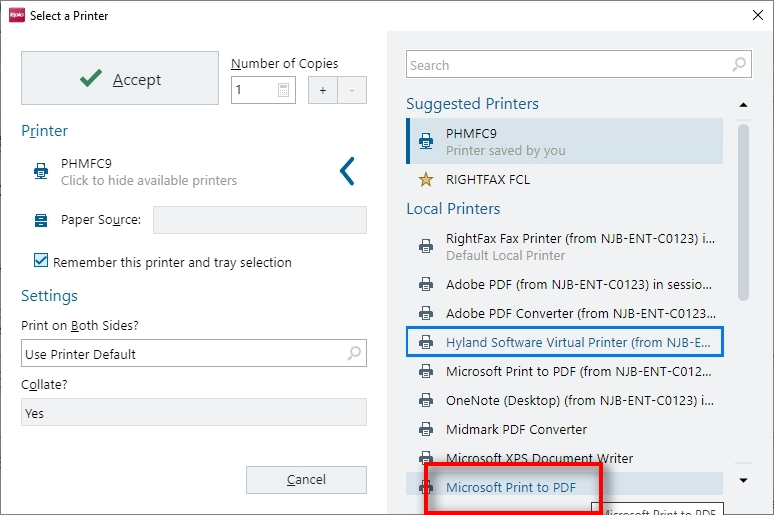 Epic
Select a Printer
Accept
Number of Copies
1
+
-
Printer
PHMFC9
Click to hide available printers
Paper Source:
Remember this printer and tray selection
Settings
Print on Both Sides?
Use Printer Default
Collate?
Yes
Cancel
Search
Suggested Printers
PHMFC9
Printer saved by you
RIGHTFAX FCL
Local Printers
RightFax Fax Printer (from NJB-ENT-C0123) i...
Default Local Printer
Adobe PDF (from NJB-ENT-C0123) in sessio...
Adobe PDF Converter (from NJB-ENT-C0123...
Hyland Software Virtual Printer (from NJB-E...
Microsoft Print to PDF (from NJB-ENT-C012...
OneNote (Desktop) (from NJB-ENT-C0123) i...
Midmark PDF Converter
Microsoft XPS Document Writer
Microsoft Print to PDF
Microsoft Print to PDF